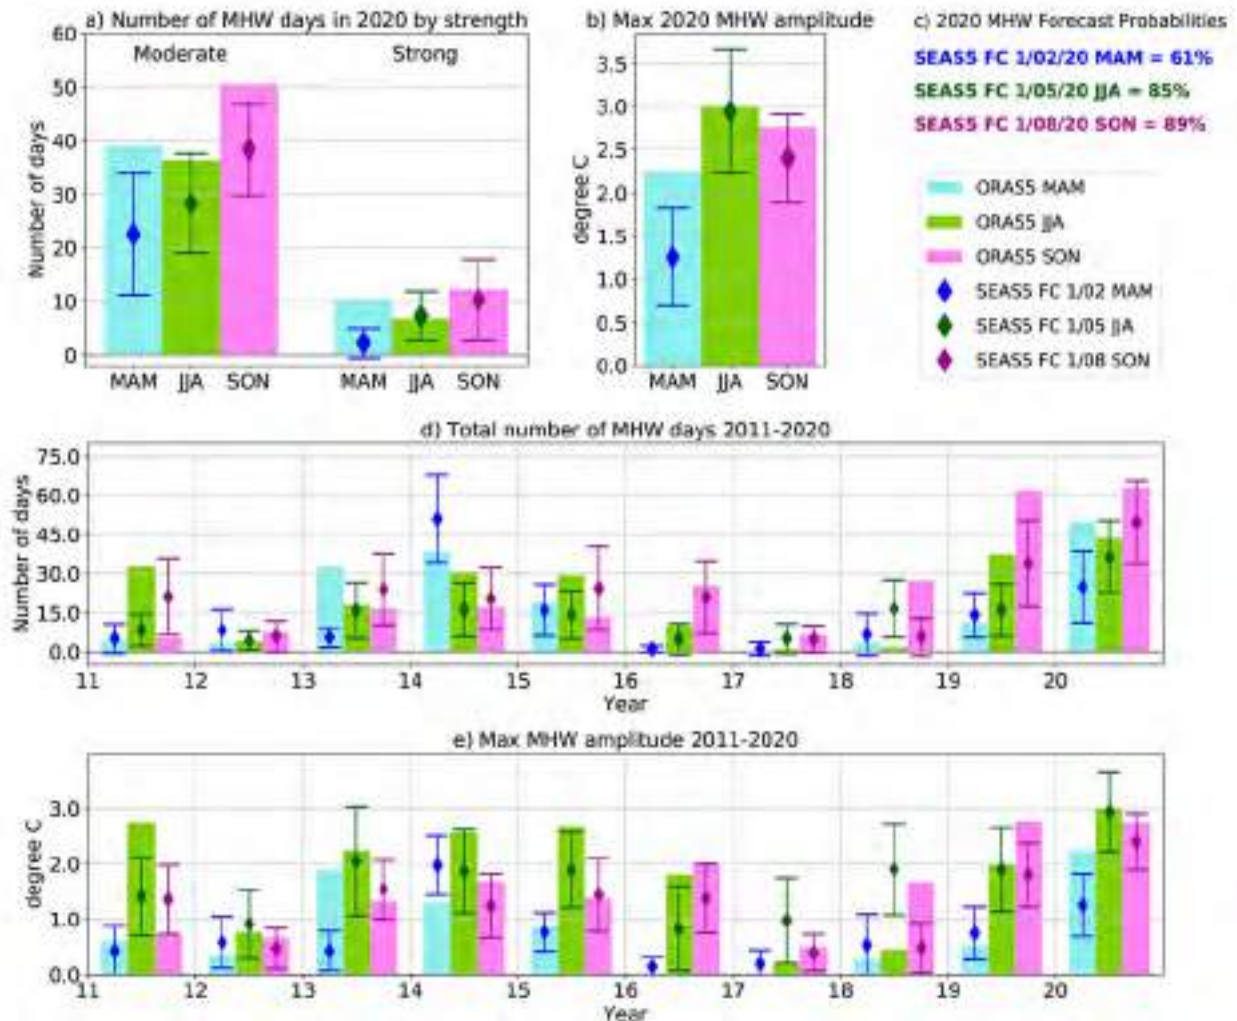 a) Number of MHW days in 2020 by strength
60
50
40
30
20
10
0
Number of days
Moderate
Strong
MAM JJA SON MAM JJA SON
b) Max 2020 MHW amplitude
3.5
3.0
2.5
2.0
1.5
1.0
0.5
0.0
degree C
MAM JJA SON
c) 2020 MHW Forecast Probabilities
SEAS5 FC 1/02/20 MAM = 61%
SEAS5 FC 1/05/20 JJA = 85%
SEAS5 FC 1/08/20 SON = 89%
ORAS5 MAM
ORAS5 JJA
ORAS5 SON
SEAS5 FC 1/02 MAM
SEAS5 FC 1/05 JJA
SEAS5 FC 1/08 SON
d) Total number of MHW days 2011-2020
75.0
60.0
45.0
30.0
15.0
0.0
Number of days
11 12 13 14 15 16 17 18 19 20
Year
e) Max MHW amplitude 2011-2020
3.0
2.0
1.0
0.0
degree C
11 12 13 14 15 16 17 18 19 20
Year